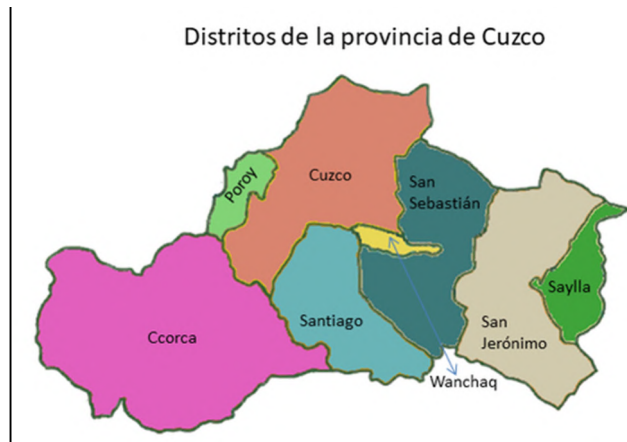 Distritos de la provincia de Cuzco
Poroy
Cuzco
San
Sebastián
Saylla
Santiago
San
Jerónimo
Ccorca
Wanchaq